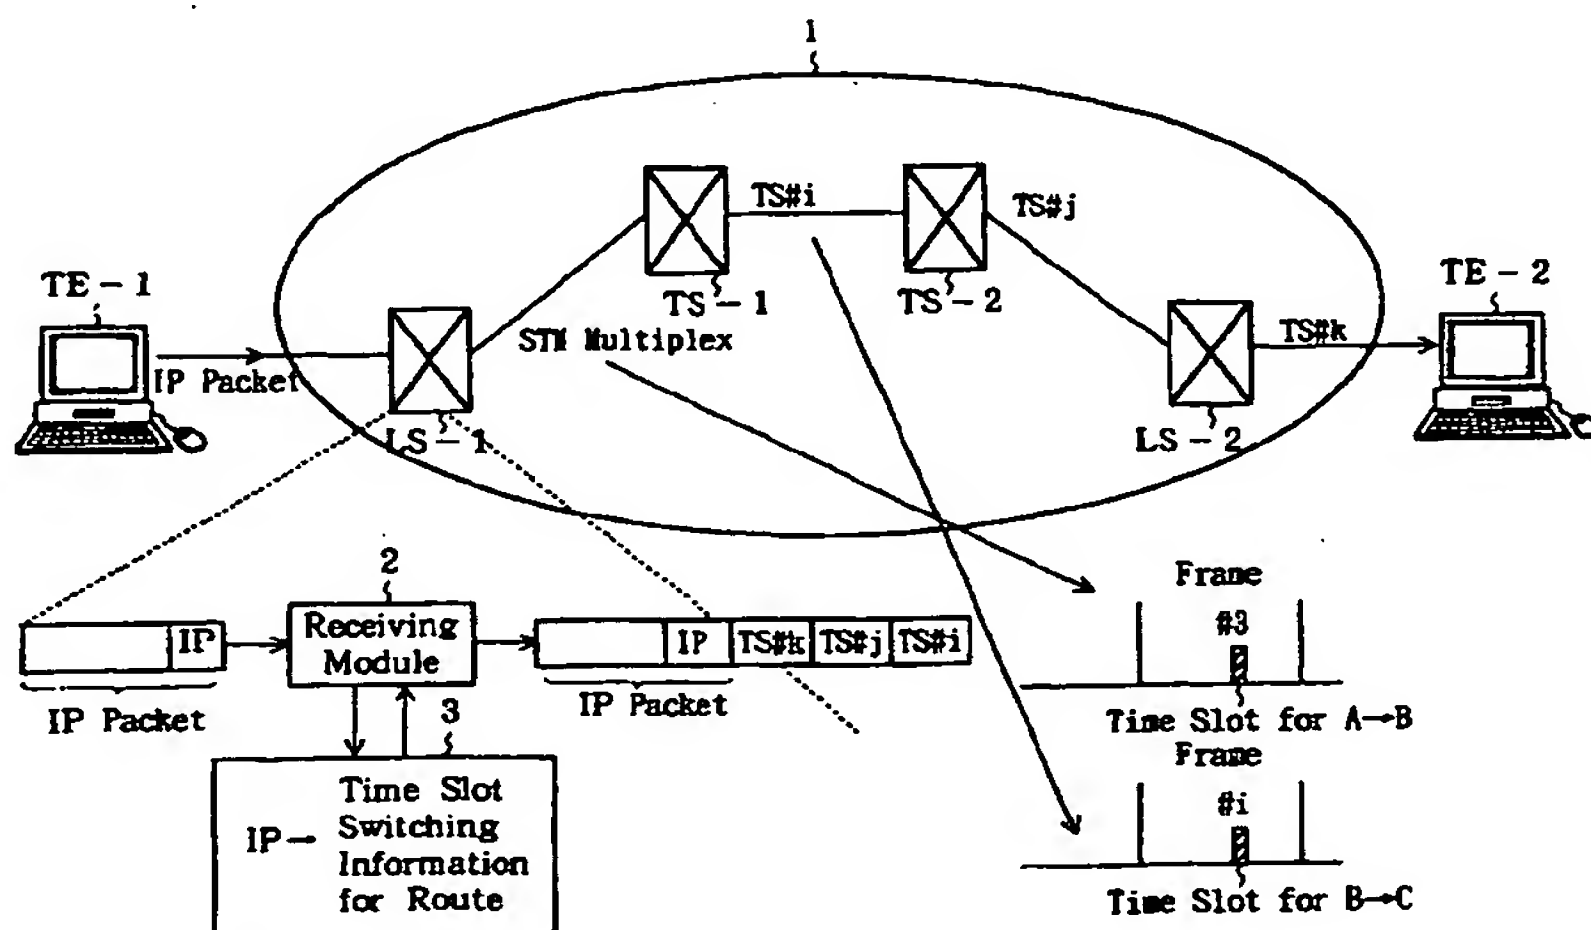 1
TS#i
TS#j
TE-1
TS-1
TS-2
TE-2
STM Multiplex
TS#k
IP Packet
LS-1
LS-2
2
Frame
IP
Receiving
Module
IP
TS#k
TS#j
TS#i
#3
IP Packet
IP Packet
3
Time Slot for A→B
Frame
IP→
Time Slot
Switching
Information
for Route
#i
Time Slot for B→C